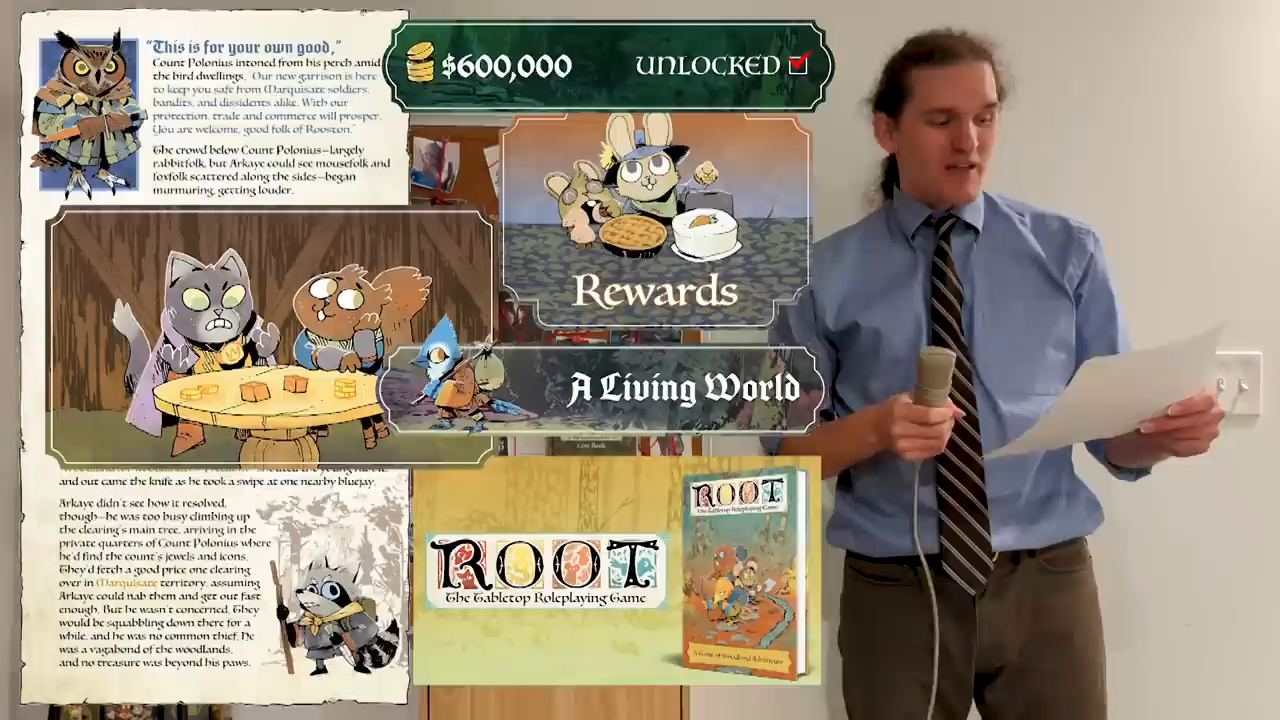 "This is for your own good,"
Count Polonius intoned from his perch amid
the bird dwellings. "Our new garrison is here
to keep you safe from Marquisate soldiers,
bandits, and dissidents alike. With our
protection, trade and commerce will prosper.
You are welcome, good folk of Rooston."
The crowd below Count Polonius—largely
rabbitfolk, but Arkaye could see mousefolk and
foxfolk scattered along the sides—began
murmuring, getting louder.
$600,000 UNLOCKED
Rewards
A Living World
and out came the knife as he took a swipe at one nearby bluejay.
Arkaye didn't see how it resolved,
though—he was too busy climbing up
the clearing's main tree, arriving in the
private quarters of Count Polonius where
he'd find the count's jewels and icons.
They'd fetch a good price one clearing
over in Marquisate territory, assuming
Arkaye could nab them and get out fast
enough. But he wasn't concerned. They
would be squabbling down there for a
while, and he was no common thief. He
was a vagabond of the woodlands,
and no treasure was beyond his paws.
ROOT
The Tabletop Roleplaying Game
ROOT
The Tabletop Roleplaying Game
A Game of Woodland Adventure